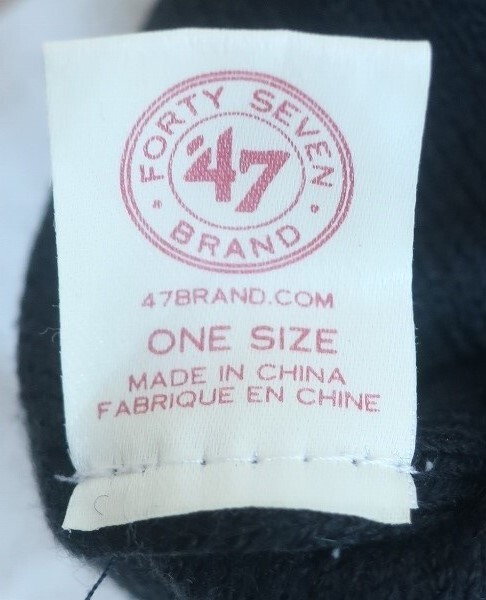 FORTY SEVEN
'47
BRAND
47BRAND.COM
ONE SIZE
MADE IN CHINA
FABRIQUE EN CHINE